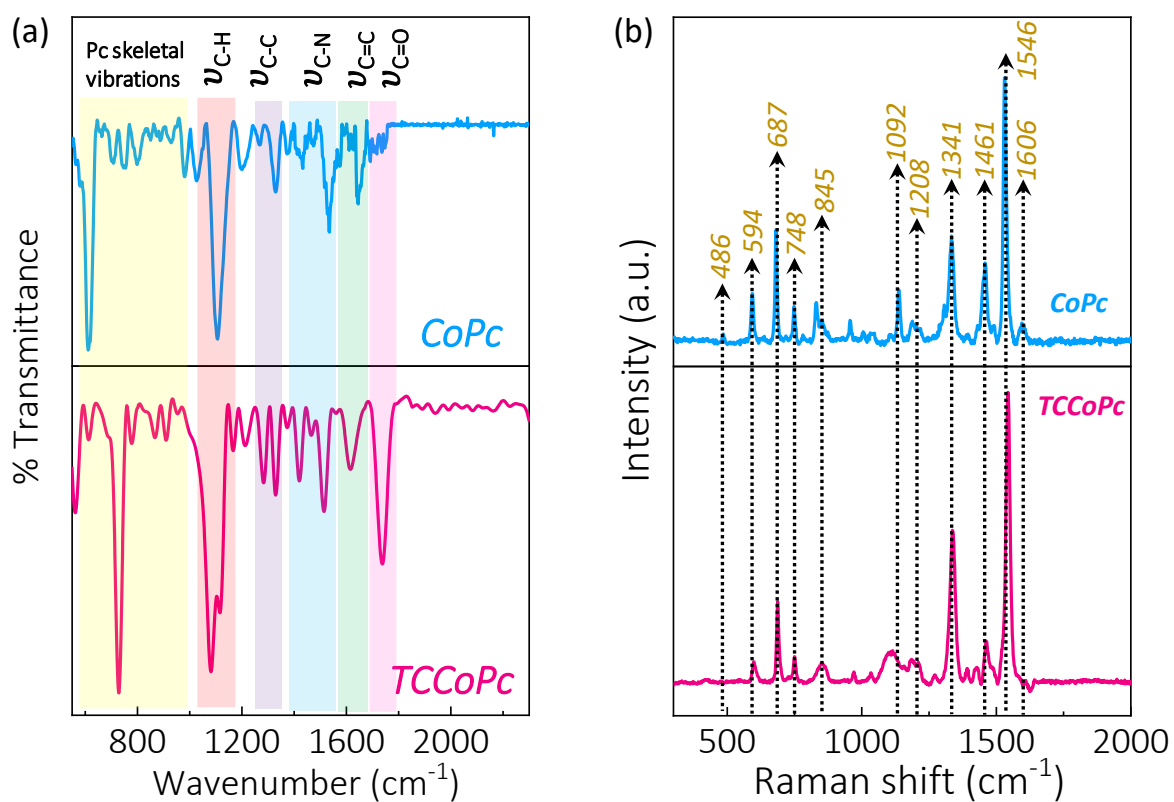 (a)
Pc skeletal
vibrations
υC-H
υC-C
υC-N
υC=C
υC=O
CoPc
TCCoPc
% Transmittance
800 1200 1600 2000
Wavenumber (cm-1)
(b)
486
594
687
748
845
1092
1208
1341
1461
1546
1606
CoPc
TCCoPc
Intensity (a.u.)
500 1000 1500 2000
Raman shift (cm-1)